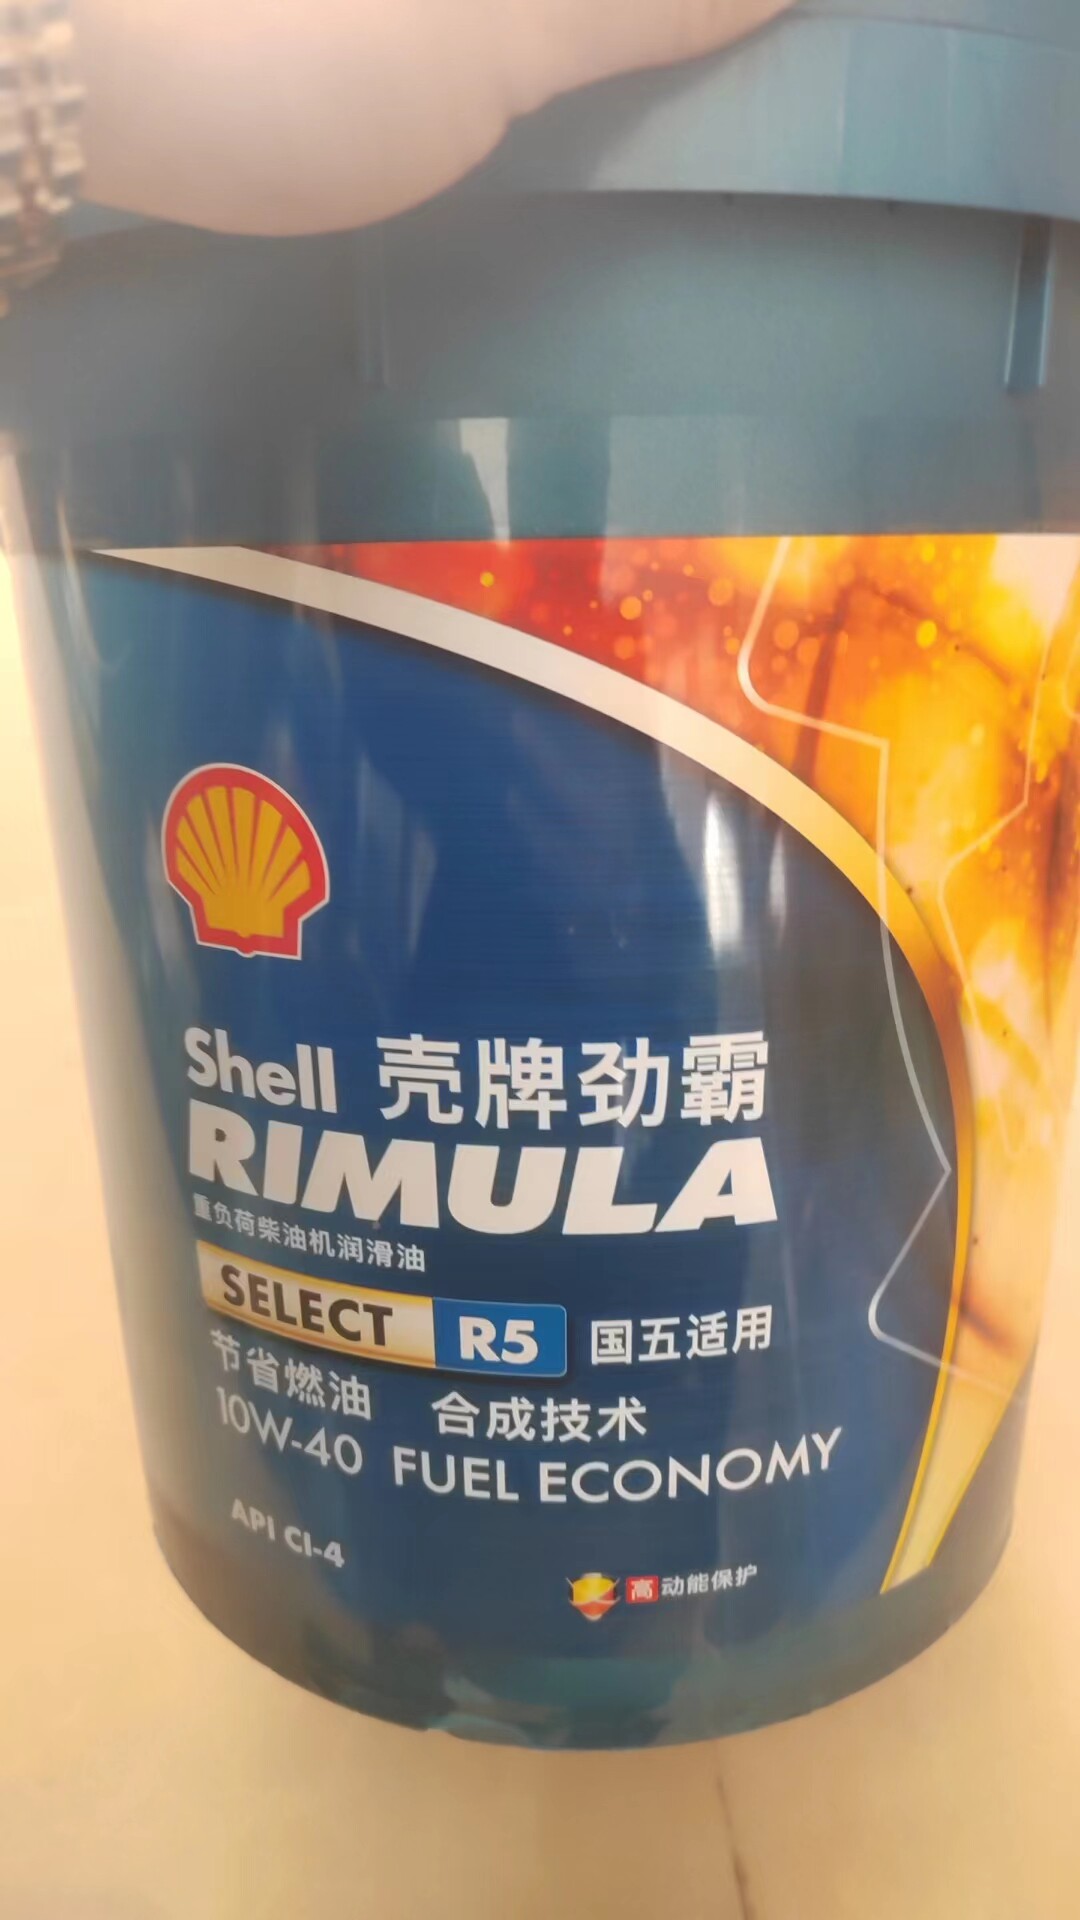 Shell 壳牌劲霸
RIMULA
重负荷柴油机润滑油
SELECT R5 国五适用
节省燃油 合成技术
10W-40 FUEL ECONOMY
API CI-4
高动能保护